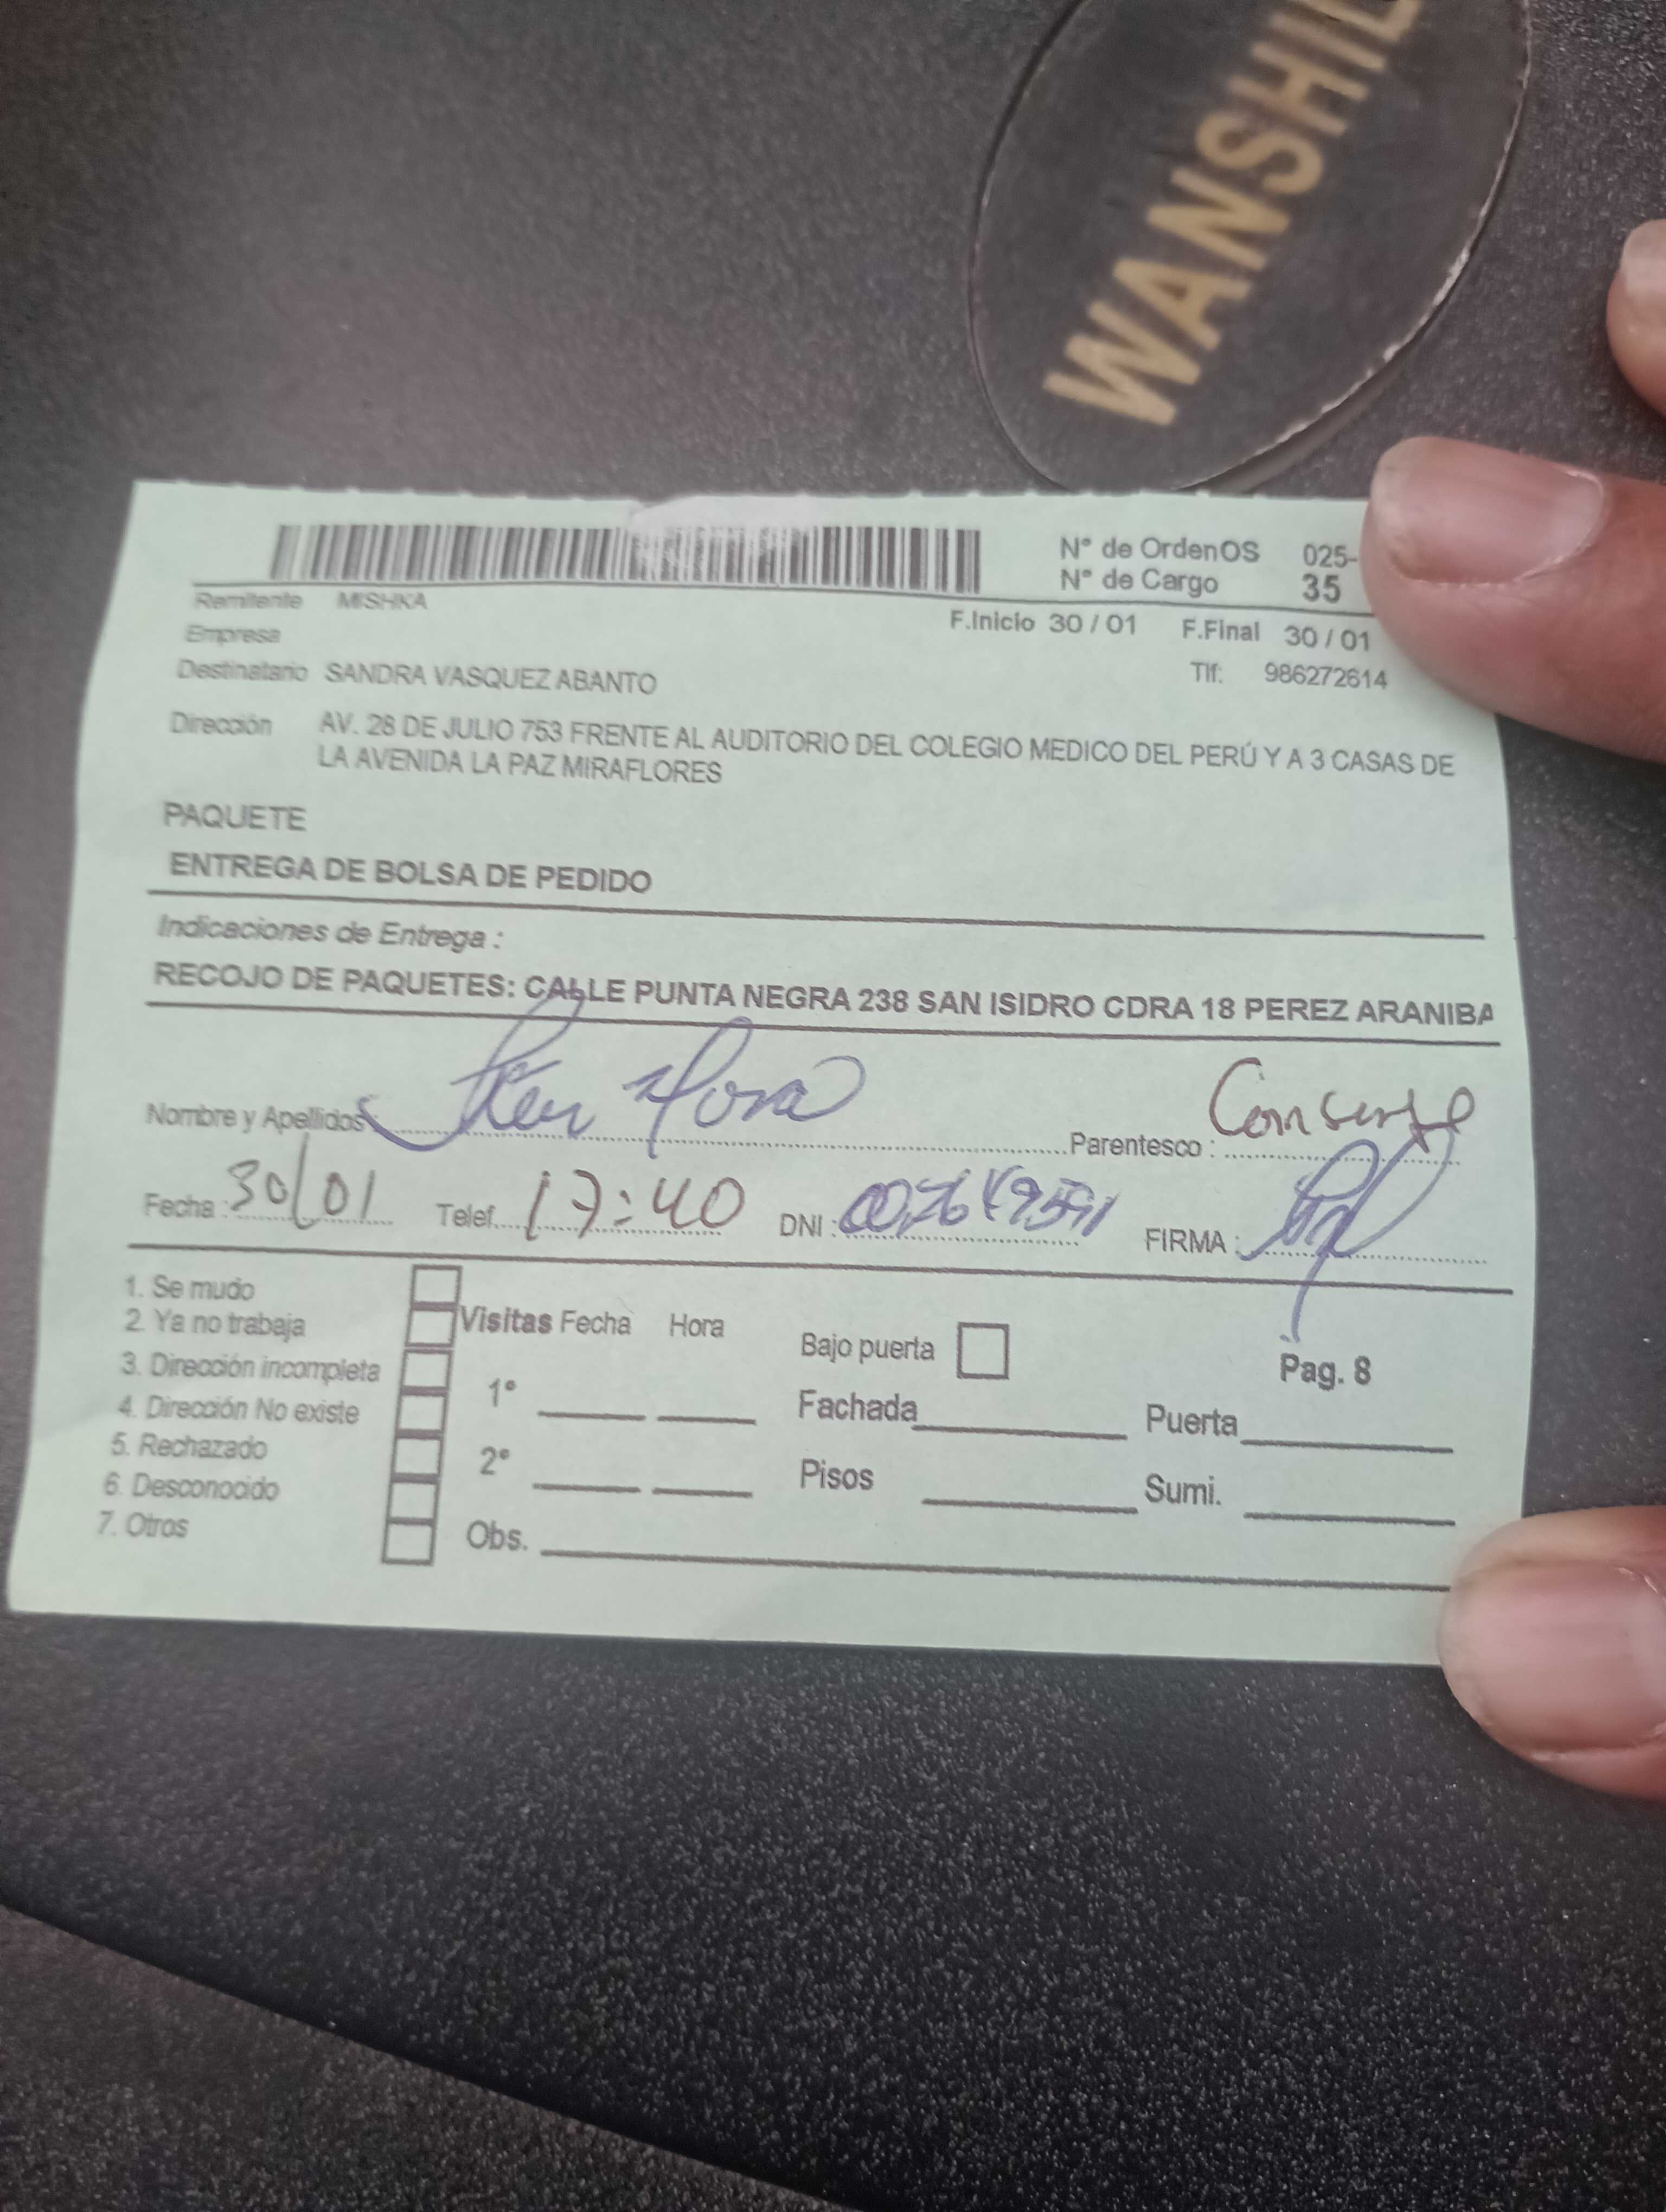 WANSHIL
N° de OrdenOS 025-
N° de Cargo 35
Remitente MISHKA
F.Inicio 30 / 01 F.Final 30 / 01
Empresa
Destinatario SANDRA VASQUEZ ABANTO Tlf: 986272614
Dirección AV. 28 DE JULIO 753 FRENTE AL AUDITORIO DEL COLEGIO MEDICO DEL PERÚ Y A 3 CASAS DE
LA AVENIDA LA PAZ MIRAFLORES
PAQUETE
ENTREGA DE BOLSA DE PEDIDO
Indicaciones de Entrega :
RECOJO DE PAQUETES: CALLE PUNTA NEGRA 238 SAN ISIDRO CDRA 18 PEREZ ARANIBA
Nombre y Apellidos Mora Parentesco : Conserje
Fecha : 30/01 Telef. 17:40 DNI : FIRMA :
1. Se mudo
2. Ya no trabaja
3. Dirección incompleta
4. Dirección No existe
5. Rechazado
6. Desconocido
7. Otros
Visitas Fecha Hora
1°
2°
Obs.
Bajo puerta
Pag. 8
Fachada Puerta
Pisos Sumi.